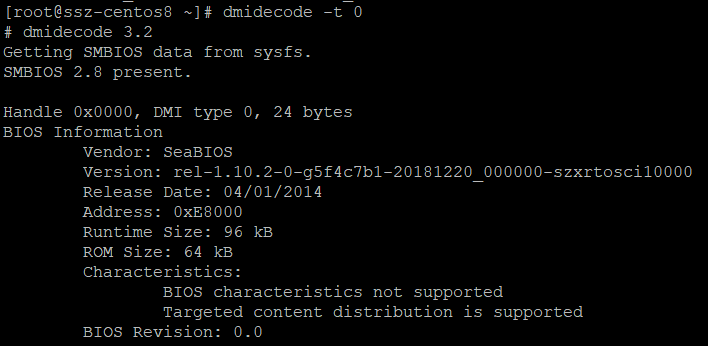 [root@ssz-centos8 ~]# dmidecode -t 0
# dmidecode 3.2
Getting SMBIOS data from sysfs.
SMBIOS 2.8 present.
Handle 0x0000, DMI type 0, 24 bytes
BIOS Information
Vendor: SeaBIOS
Version: rel-1.10.2-0-g5f4c7b1-20181220_000000-szxrtosci10000
Release Date: 04/01/2014
Address: 0xE8000
Runtime Size: 96 kB
ROM Size: 64 kB
Characteristics:
BIOS characteristics not supported
Targeted content distribution is supported
BIOS Revision: 0.0